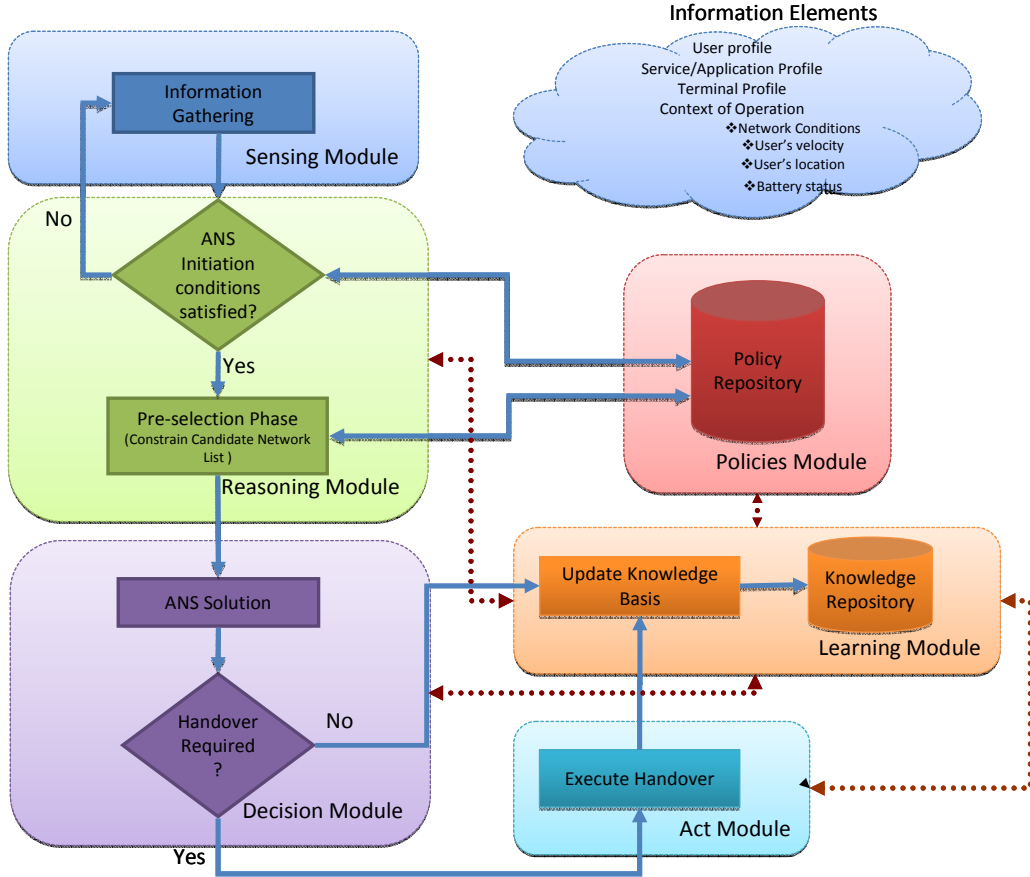 Information Elements
User profile
Service/Application Profile
Terminal Profile
Context of Operation
❖Network Conditions
❖User's velocity
❖User's location
❖Battery status
Information
Gathering
Sensing Module
No
ANS
Initiation
conditions
satisfied?
Yes
Pre-selection Phase
(Constrain Candidate Network
List )
Reasoning Module
Policy
Repository
Policies Module
ANS Solution
Handover
Required
?
No
Decision Module
Yes
Update Knowledge
Basis
Knowledge
Repository
Learning Module
Execute Handover
Act Module